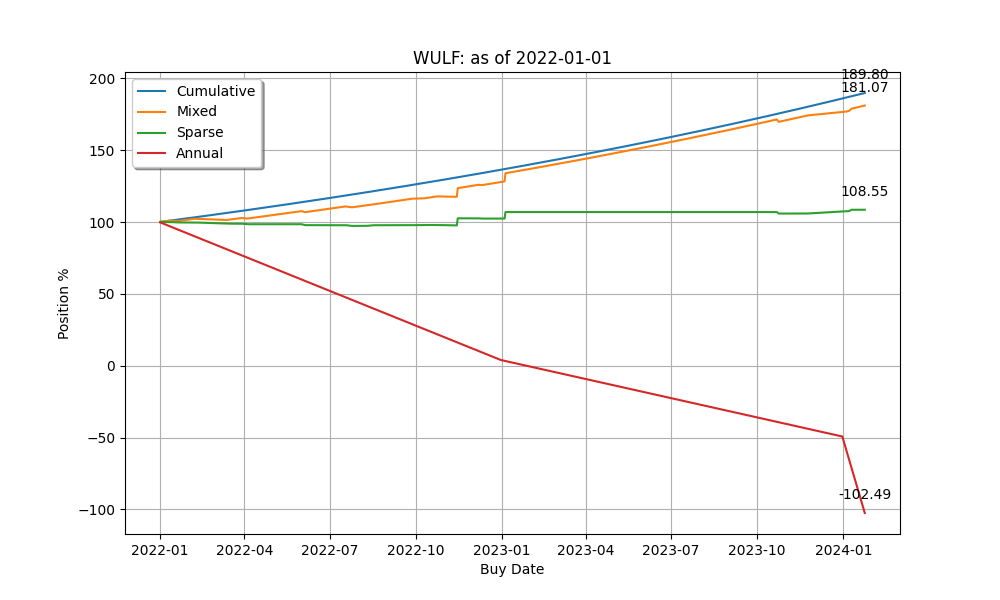 WULF: as of 2022-01-01
189.80
181.07
108.55
-102.49
Cumulative
Mixed
Sparse
Annual
200
150
100
50
0
−50
−100
Position %
2022-01 2022-04 2022-07 2022-10 2023-01 2023-04 2023-07 2023-10 2024-01
Buy Date